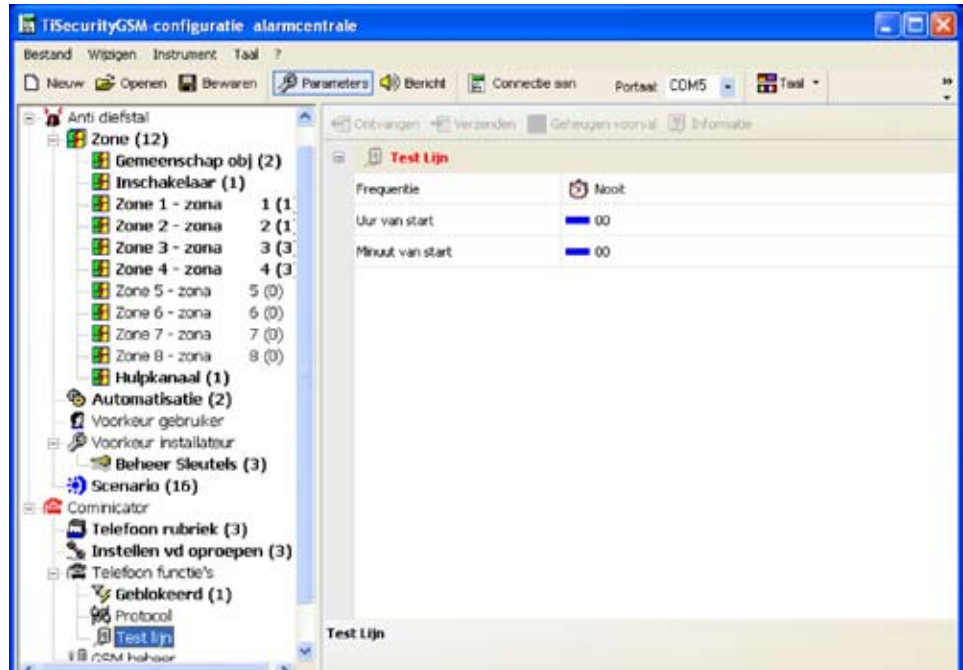 TiSecurityGSM-configuratie alarmcentrale
Bestand Wijzigen Instrument Taal ?
Nieuw Openen Bewaren Parameters Bericht Connectie aan Portaal: COM5 Taal
Anti diefstal
Zone (12)
Gemeenschap obj (2)
Inschakelaar (1)
Zone 1 - zona 1 (1
Zone 2 - zona 2 (1
Zone 3 - zona 3 (3
Zone 4 - zona 4 (3
Zone 5 - zona 5 (0)
Zone 6 - zona 6 (0)
Zone 7 - zona 7 (0)
Zone 8 - zona 8 (0)
Hulpkanaal (1)
Automatisatie (2)
Voorkeur gebruiker
Voorkeur installateur
Beheer Sleutels (3)
Scenario (16)
Cominicator
Telefoon rubriek (3)
Instellen vd oproepen (3)
Telefoon functie's
Geblokeerd (1)
Protocol
Test lijn
GSM beheer
Ontvangen Verzenden Geheugen voorval Informatie
Test Lijn
Frequentie Nooit
Uur van start 00
Minuut van start 00
Test Lijn